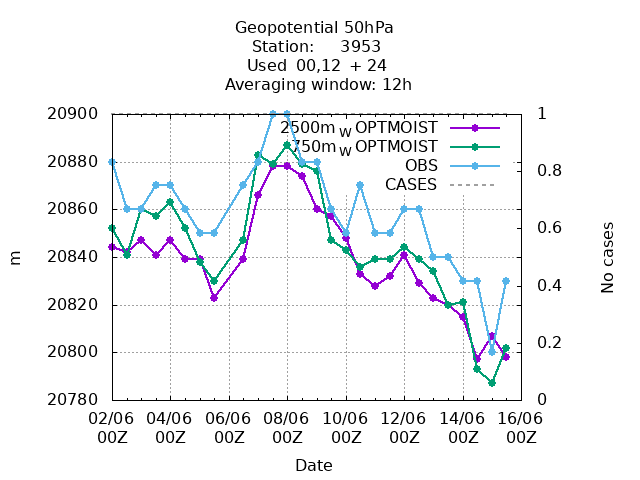 Geopotential 50hPa
Station: 3953
Used 00,12 + 24
Averaging window: 12h
20900
20880
20860
20840
20820
20800
20780
m
1
0.8
0.6
0.4
0.2
0
No cases
2500m_W OPTMOIST
750m_W OPTMOIST
OBS
CASES
02/06 04/06 06/06 08/06 10/06 12/06 14/06 16/06
00Z 00Z 00Z 00Z 00Z 00Z 00Z 00Z
Date